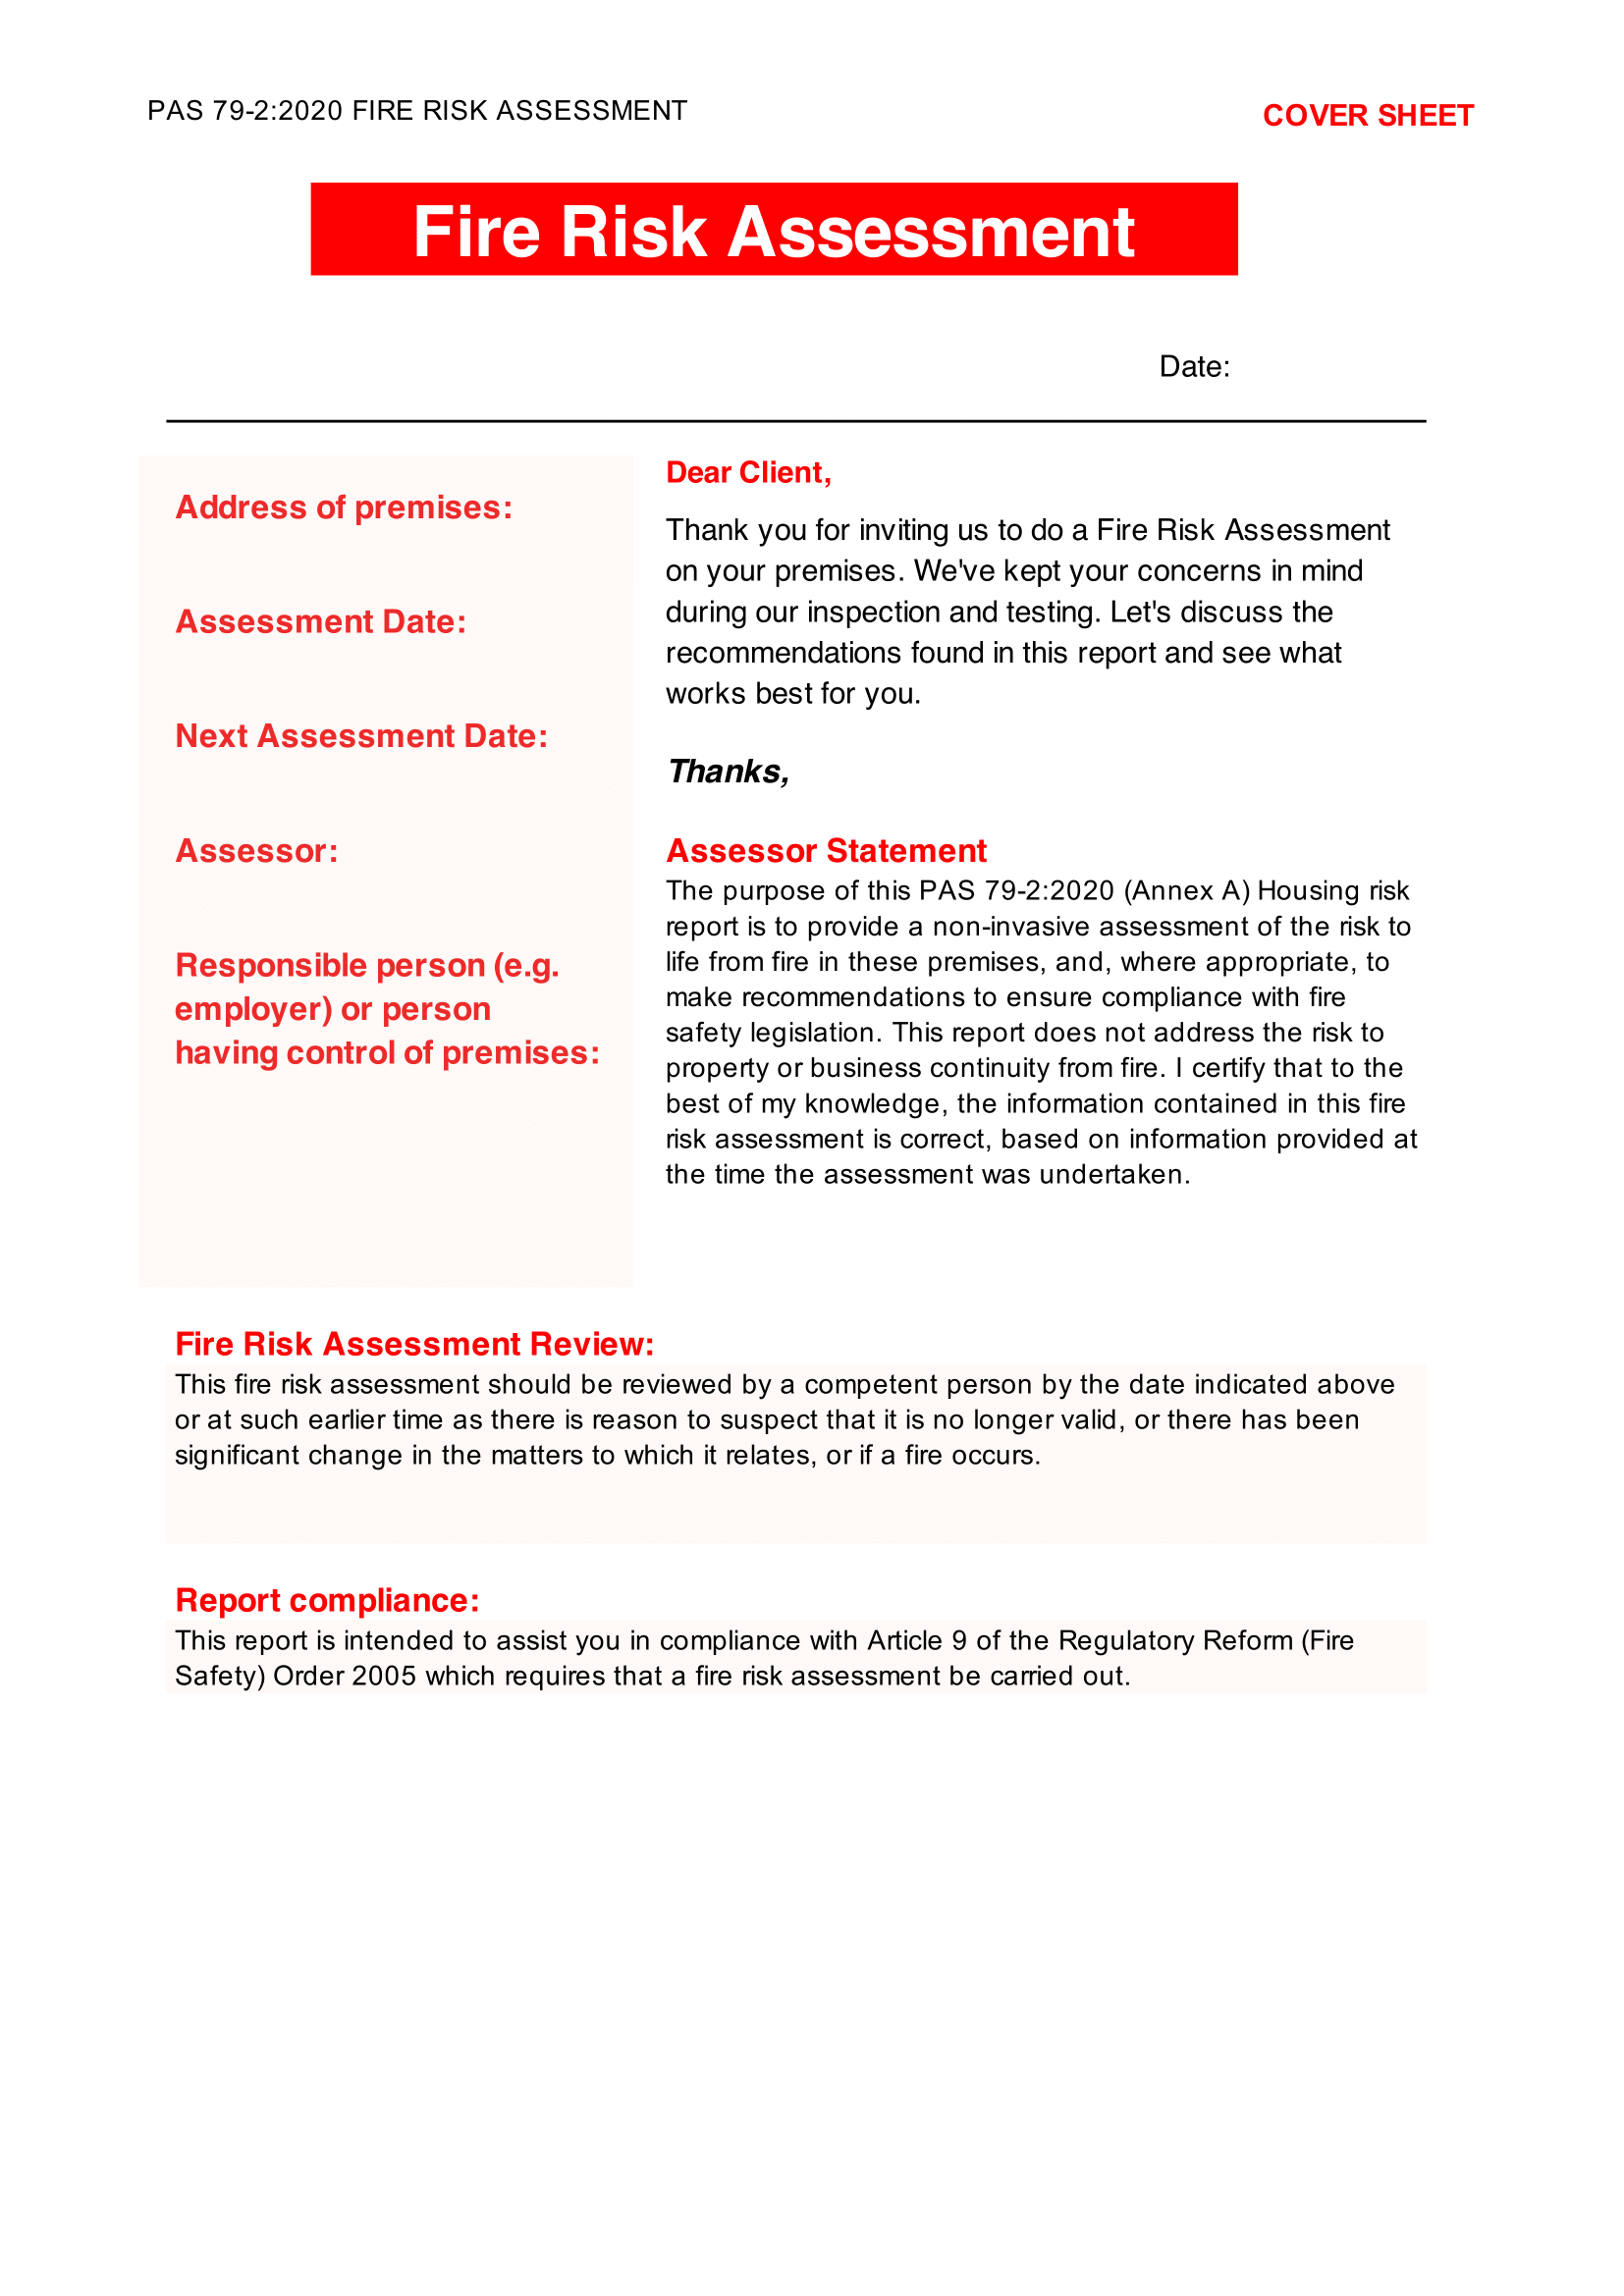 PAS 79-2:2020 FIRE RISK ASSESSMENT
COVER SHEET
Fire Risk Assessment
Date:
Address of premises:
Assessment Date:
Next Assessment Date:
Assessor:
Responsible person (e.g.
employer) or person
having control of premises:
Dear Client,
Thank you for inviting us to do a Fire Risk Assessment
on your premises. We've kept your concerns in mind
during our inspection and testing. Let's discuss the
recommendations found in this report and see what
works best for you.
Thanks,
Assessor Statement
The purpose of this PAS 79-2:2020 (Annex A) Housing risk
report is to provide a non-invasive assessment of the risk to
life from fire in these premises, and, where appropriate, to
make recommendations to ensure compliance with fire
safety legislation. This report does not address the risk to
property or business continuity from fire. I certify that to the
best of my knowledge, the information contained in this fire
risk assessment is correct, based on information provided at
the time the assessment was undertaken.
Fire Risk Assessment Review:
This fire risk assessment should be reviewed by a competent person by the date indicated above
or at such earlier time as there is reason to suspect that it is no longer valid, or there has been
significant change in the matters to which it relates, or if a fire occurs.
Report compliance:
This report is intended to assist you in compliance with Article 9 of the Regulatory Reform (Fire
Safety) Order 2005 which requires that a fire risk assessment be carried out.